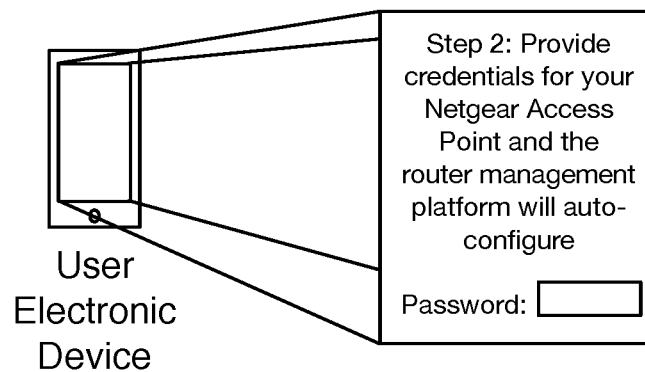 Step 2: Provide
credentials for your
Netgear Access
Point and the
router management
platform will auto-
configure
Password:
User
Electronic
Device